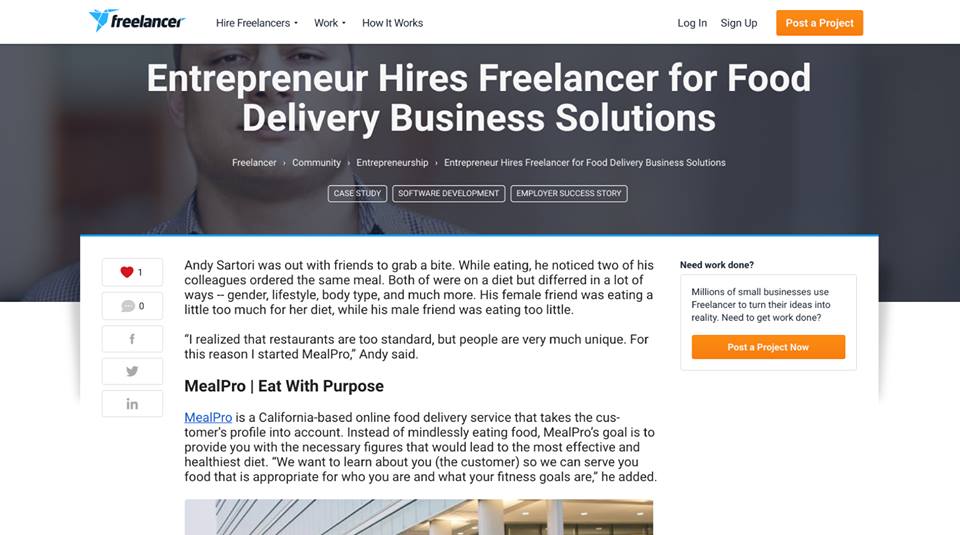 freelancer
Hire Freelancers
Work
How It Works
Log In
Sign Up
Post a Project
Entrepreneur Hires Freelancer for Food
Delivery Business Solutions
Freelancer › Community › Entrepreneurship › Entrepreneur Hires Freelancer for Food Delivery Business Solutions
CASE STUDY
SOFTWARE DEVELOPMENT
EMPLOYER SUCCESS STORY
1
0
f
in
Andy Sartori was out with friends to grab a bite. While eating, he noticed two of his
colleagues ordered the same meal. Both of were on a diet but differed in a lot of
ways -- gender, lifestyle, body type, and much more. His female friend was eating a
little too much for her diet, while his male friend was eating too little.
“I realized that restaurants are too standard, but people are very much unique. For
this reason I started MealPro,” Andy said.
MealPro | Eat With Purpose
MealPro is a California-based online food delivery service that takes the cus-
tomer’s profile into account. Instead of mindlessly eating food, MealPro’s goal is to
provide you with the necessary figures that would lead to the most effective and
healthiest diet. “We want to learn about you (the customer) so we can serve you
food that is appropriate for who you are and what your fitness goals are,” he added.
Need work done?
Millions of small businesses use
Freelancer to turn their ideas into
reality. Need to get work done?
Post a Project Now